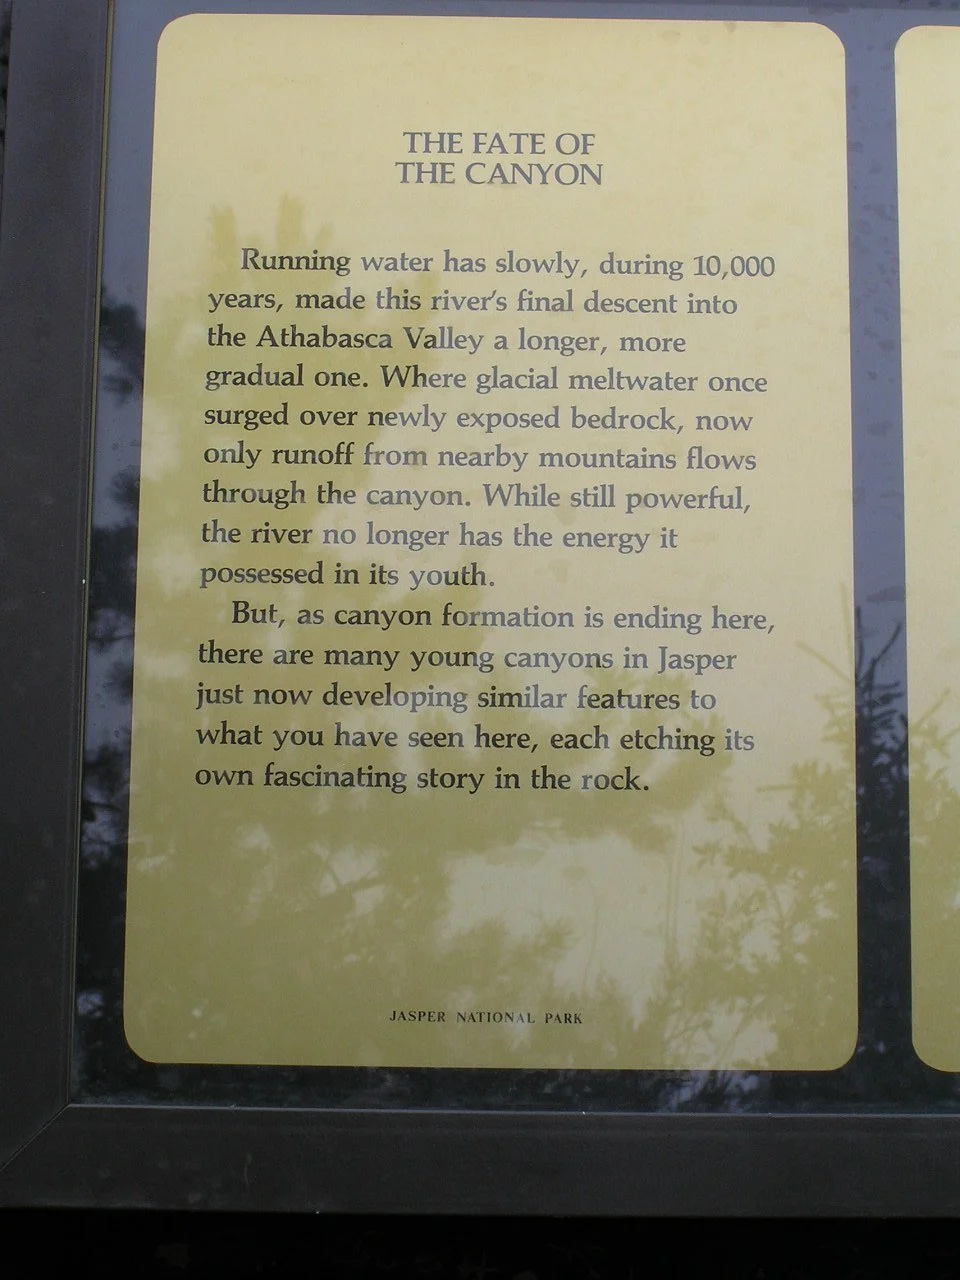 THE FATE OF
THE CANYON
Running water has slowly, during 10,000
years, made this river's final descent into
the Athabasca Valley a longer, more
gradual one. Where glacial meltwater once
surged over newly exposed bedrock, now
only runoff from nearby mountains flows
through the canyon. While still powerful,
the river no longer has the energy it
possessed in its youth.
But, as canyon formation is ending here,
there are many young canyons in Jasper
just now developing similar features to
what you have seen here, each etching its
own fascinating story in the rock.
JASPER NATIONAL PARK